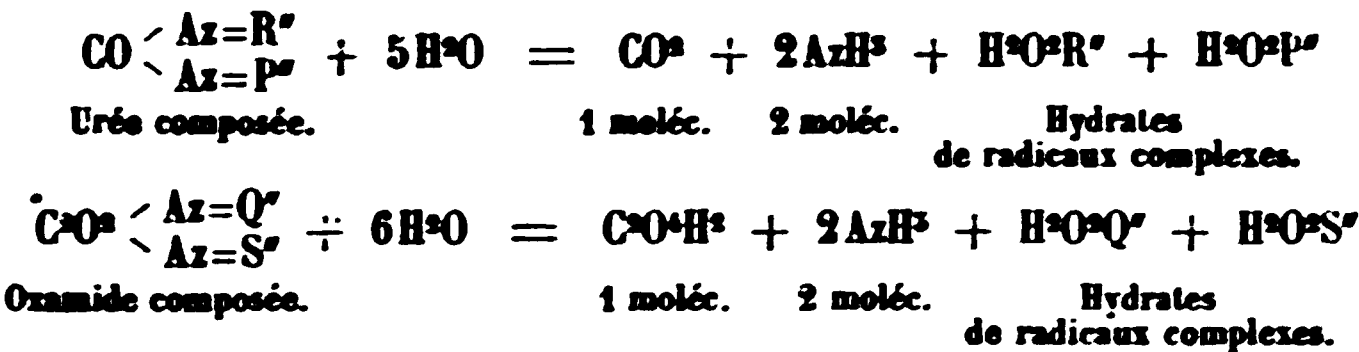 CO < Az=R″ Az=P″ + 5H²O = CO² + 2AzH³ + H²O²R″ + H²O²P″
Urée composée. 1 moléc. 2 moléc. Hydrates
de radicaux complexes.
C²O² < Az=Q″ Az=S″ + 6H²O = C²O⁴H² + 2AzH³ + H²O²Q″ + H²O²S″
Oxamide composée. 1 moléc. 2 moléc. Hydrates
de radicaux complexes.